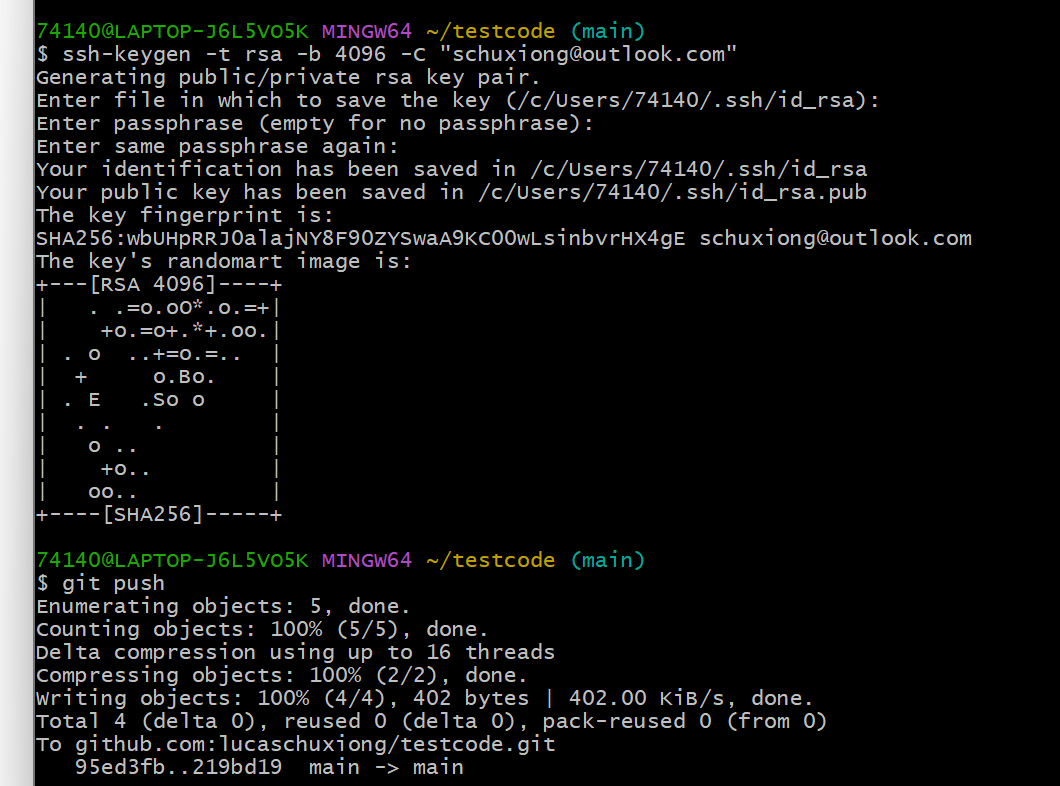 74140@LAPTOP-J6L5VO5K MINGW64 ~/testcode (main)
$ ssh-keygen -t rsa -b 4096 -C "schuxiong@outlook.com"
Generating public/private rsa key pair.
Enter file in which to save the key (/c/Users/74140/.ssh/id_rsa):
Enter passphrase (empty for no passphrase):
Enter same passphrase again:
Your identification has been saved in /c/Users/74140/.ssh/id_rsa
Your public key has been saved in /c/Users/74140/.ssh/id_rsa.pub
The key fingerprint is:
SHA256:wbUHpRRJOalajNY8F9OZYSwaA9KCOOwLsinbvrHX4gE schuxiong@outlook.com
The key's randomart image is:
+---[RSA 4096]----+
|   . .=o.oO*.o.=+|
|    +o.=o+.*+.oo.|
| . o  ..+=o.=..  |
|  +     o.Bo.    |
| . E   .So o     |
|  . .   .        |
|   o ..          |
|    +o..         |
|   oo..          |
+----[SHA256]-----+
74140@LAPTOP-J6L5VO5K MINGW64 ~/testcode (main)
$ git push
Enumerating objects: 5, done.
Counting objects: 100% (5/5), done.
Delta compression using up to 16 threads
Compressing objects: 100% (2/2), done.
Writing objects: 100% (4/4), 402 bytes | 402.00 KiB/s, done.
Total 4 (delta 0), reused 0 (delta 0), pack-reused 0 (from 0)
To github.com:lucaschuxiong/testcode.git
   95ed3fb..219bd19  main -> main